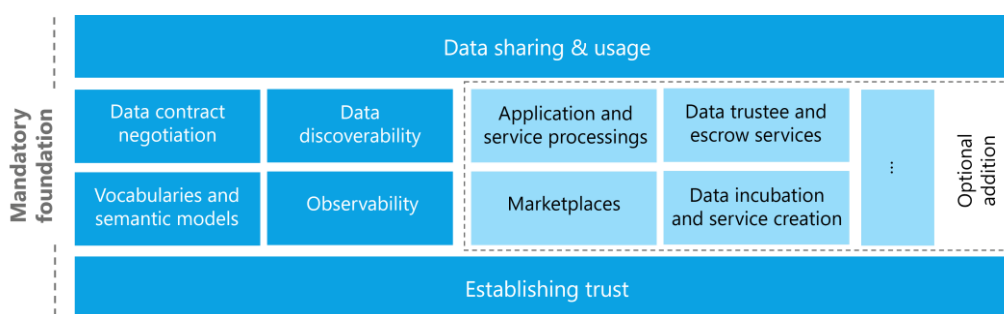 Data sharing & usage
Mandatory
foundation
Data contract
negotiation
Data
discoverability
Application and
service processings
Data trustee and
escrow services
...
Optional
addition
Vocabularies and
semantic models
Observability
Marketplaces
Data incubation
and service creation
Establishing trust